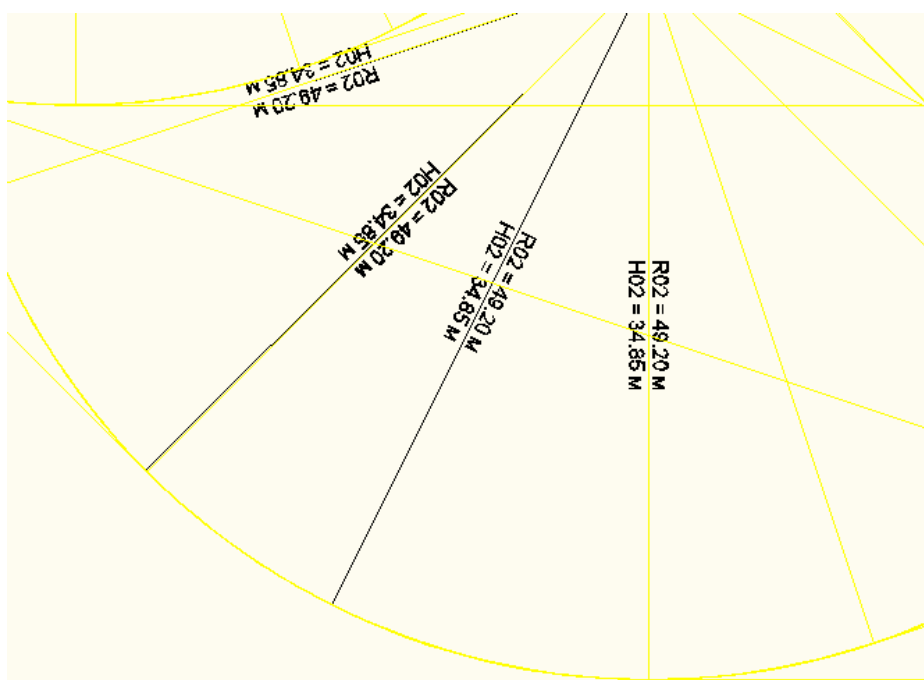 H02 = 34.85 м
R02 = 49.20 м
R02 = 49.20 м
H02 = 34.85 м
R02 = 49.20 м
H02 = 34.85 м
R02 = 49.20 м
H02 = 34.85 м